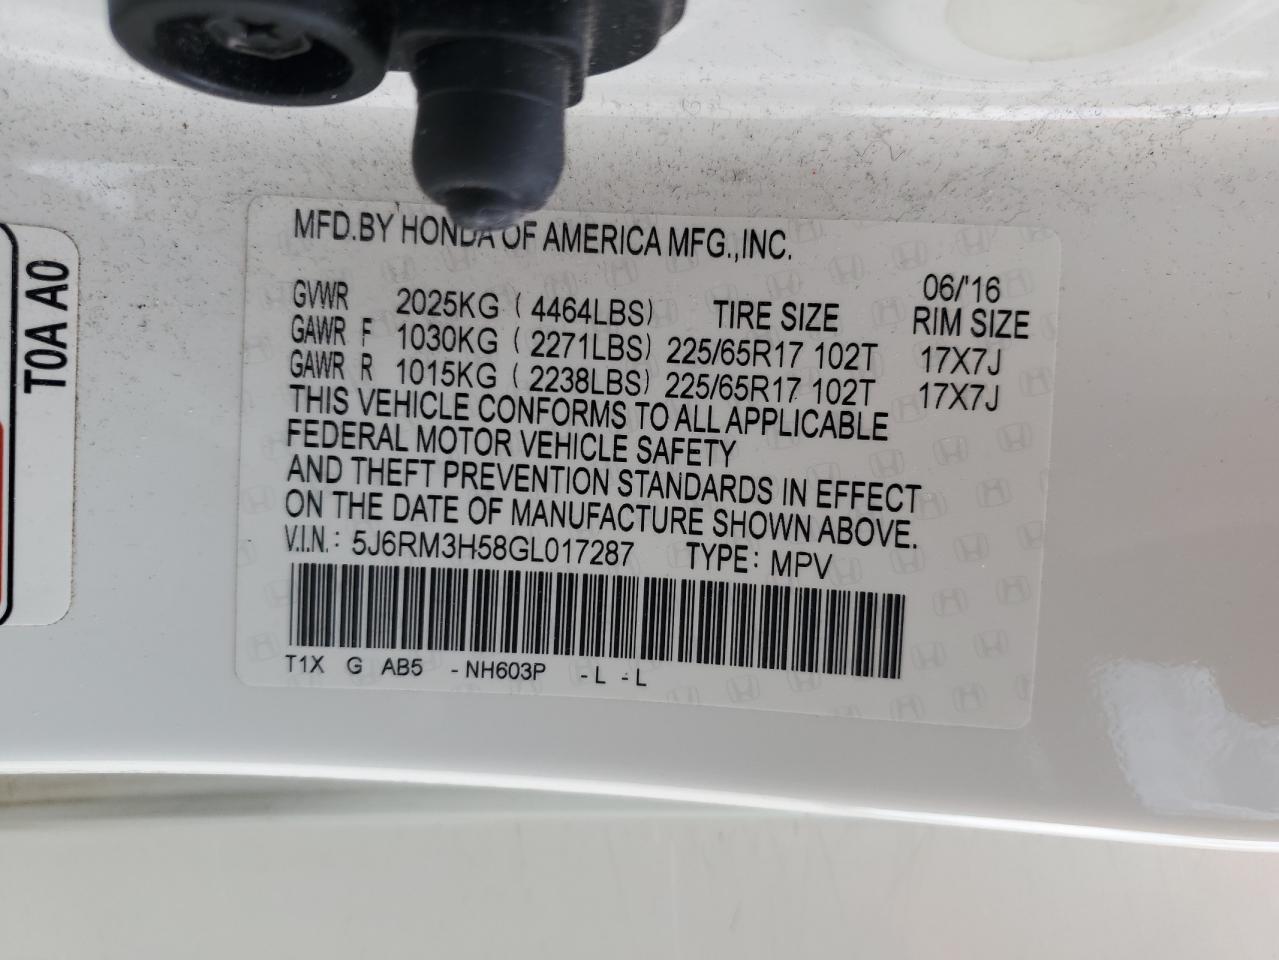 MFD.BY HONDA OF AMERICA MFG.,INC.
06/'16
GVWR 2025KG ( 4464LBS) TIRE SIZE RIM SIZE
GAWR F 1030KG ( 2271LBS) 225/65R17 102T 17X7J
GAWR R 1015KG ( 2238LBS) 225/65R17 102T 17X7J
THIS VEHICLE CONFORMS TO ALL APPLICABLE
FEDERAL MOTOR VEHICLE SAFETY
AND THEFT PREVENTION STANDARDS IN EFFECT
ON THE DATE OF MANUFACTURE SHOWN ABOVE.
V.I.N.: 5J6RM3H58GL017287 TYPE: MPV
T1X G AB5 -NH603P -L -L
T0A A0